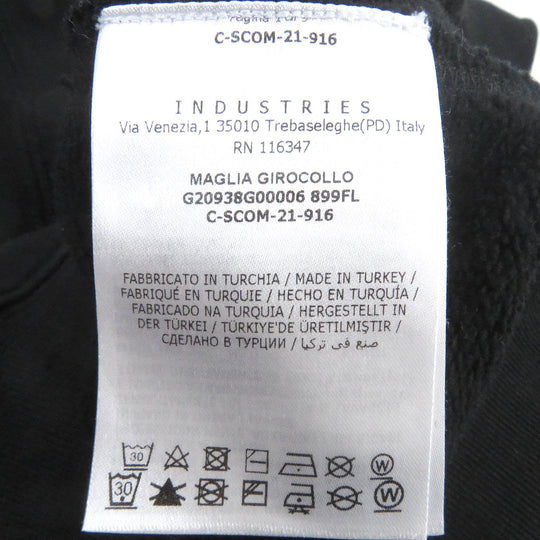 C-SCOM-21-916
INDUSTRIES
Via Venezia,1 35010 Trebaseleghe(PD) Italy
RN 116347
MAGLIA GIROCOLLO
G20938G00006 899FL
C-SCOM-21-916
FABBRICATO IN TURCHIA / MADE IN TURKEY /
FABRIQUÉ EN TURQUIE / HECHO EN TURQUÍA /
FABRICADO NA TURQUIA / HERGESTELLT IN
DER TÜRKEI / TÜRKIYE'DE ÜRETILMIŞTIR /
СДЕЛАНО В ТУРЦИИ / صنع في تركيا
30 W
30 W